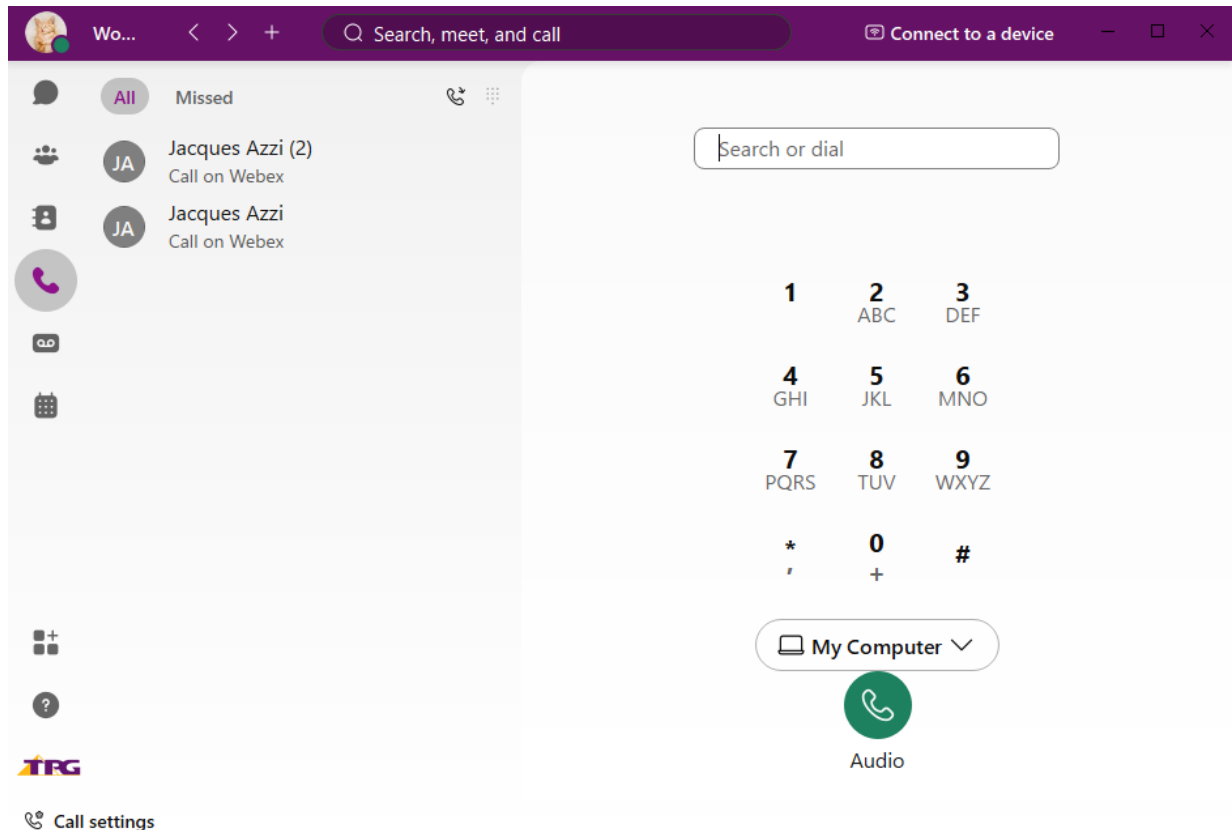 Wo...
Search, meet, and call
Connect to a device
All
Missed
JA
Jacques Azzi (2)
Call on Webex
JA
Jacques Azzi
Call on Webex
Search or dial
1 2 3
ABC DEF
4 5 6
GHI JKL MNO
7 8 9
PQRS TUV WXYZ
* 0 #
, +
My Computer
Audio
TPG
Call settings